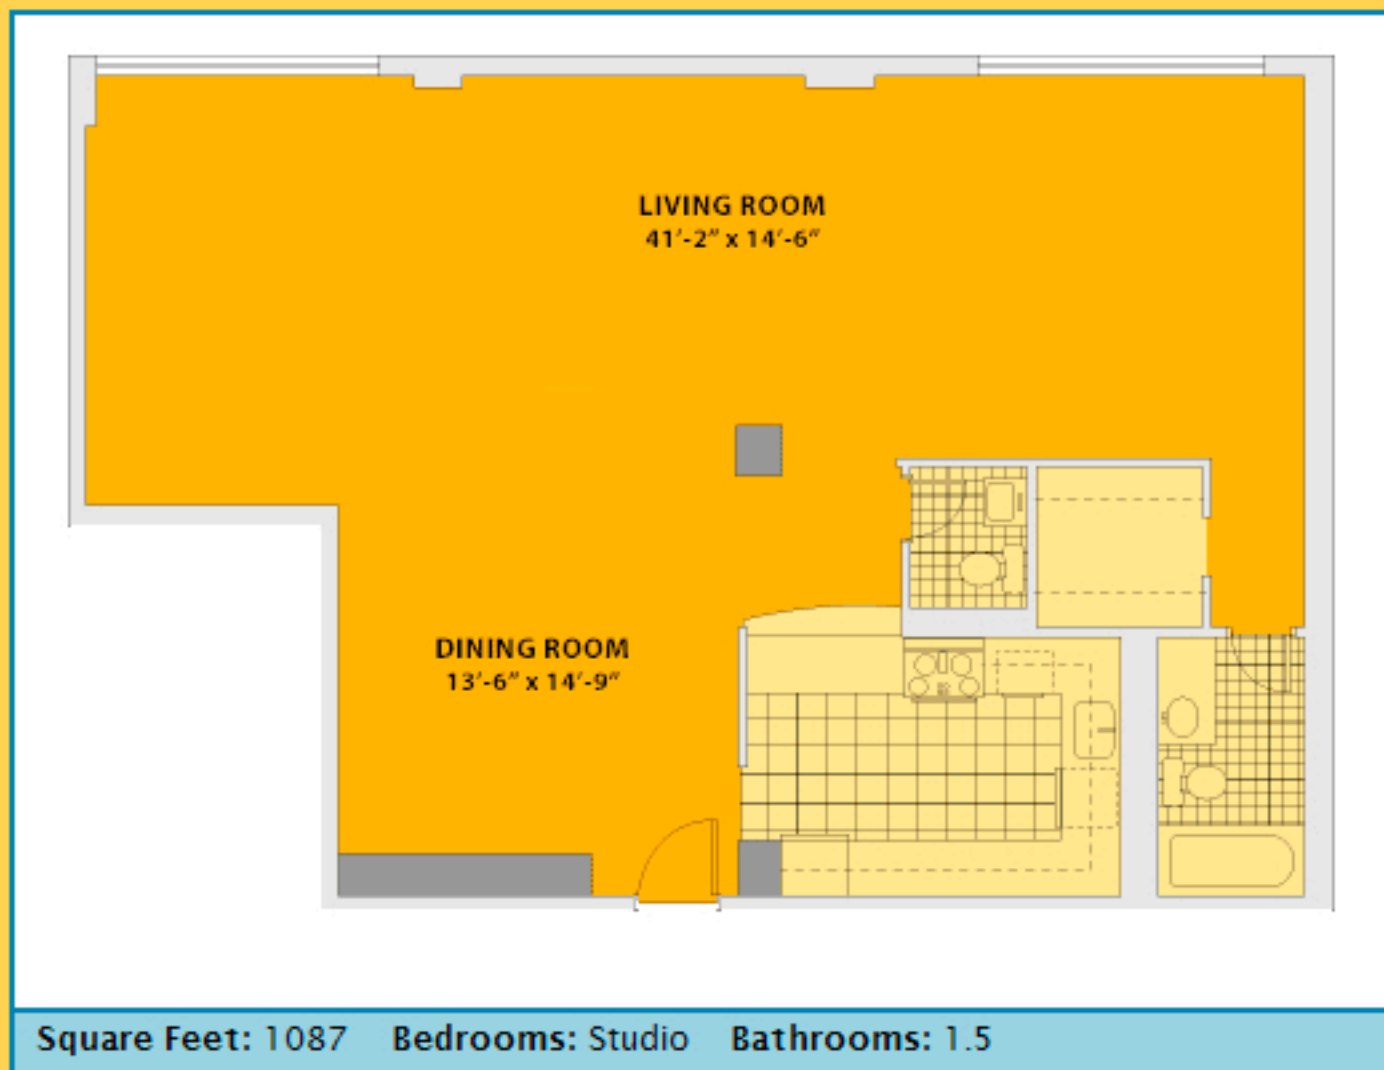 LIVING ROOM
41'-2" x 14'-6"
DINING ROOM
13'-6" x 14'-9"
Square Feet: 1087 Bedrooms: Studio Bathrooms: 1.5